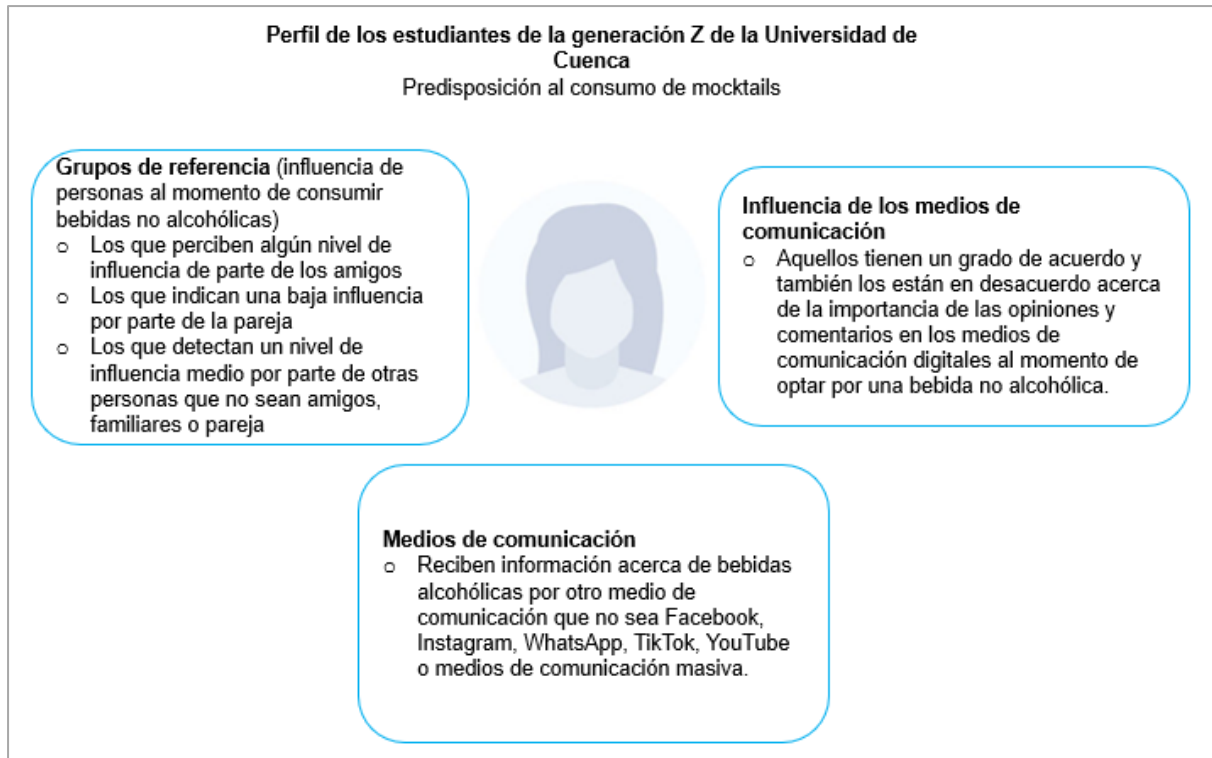 Perfil de los estudiantes de la generación Z de la Universidad de
Cuenca
Predisposición al consumo de mocktails
Grupos de referencia (influencia de
personas al momento de consumir
bebidas no alcohólicas)
o Los que perciben algún nivel de
influencia de parte de los amigos
o Los que indican una baja influencia
por parte de la pareja
o Los que detectan un nivel de
influencia medio por parte de otras
personas que no sean amigos,
familiares o pareja
Influencia de los medios de
comunicación
o Aquellos tienen un grado de acuerdo y
también los están en desacuerdo acerca
de la importancia de las opiniones y
comentarios en los medios de
comunicación digitales al momento de
optar por una bebida no alcohólica.
Medios de comunicación
o Reciben información acerca de bebidas
alcohólicas por otro medio de
comunicación que no sea Facebook,
Instagram, WhatsApp, TikTok, YouTube
o medios de comunicación masiva.